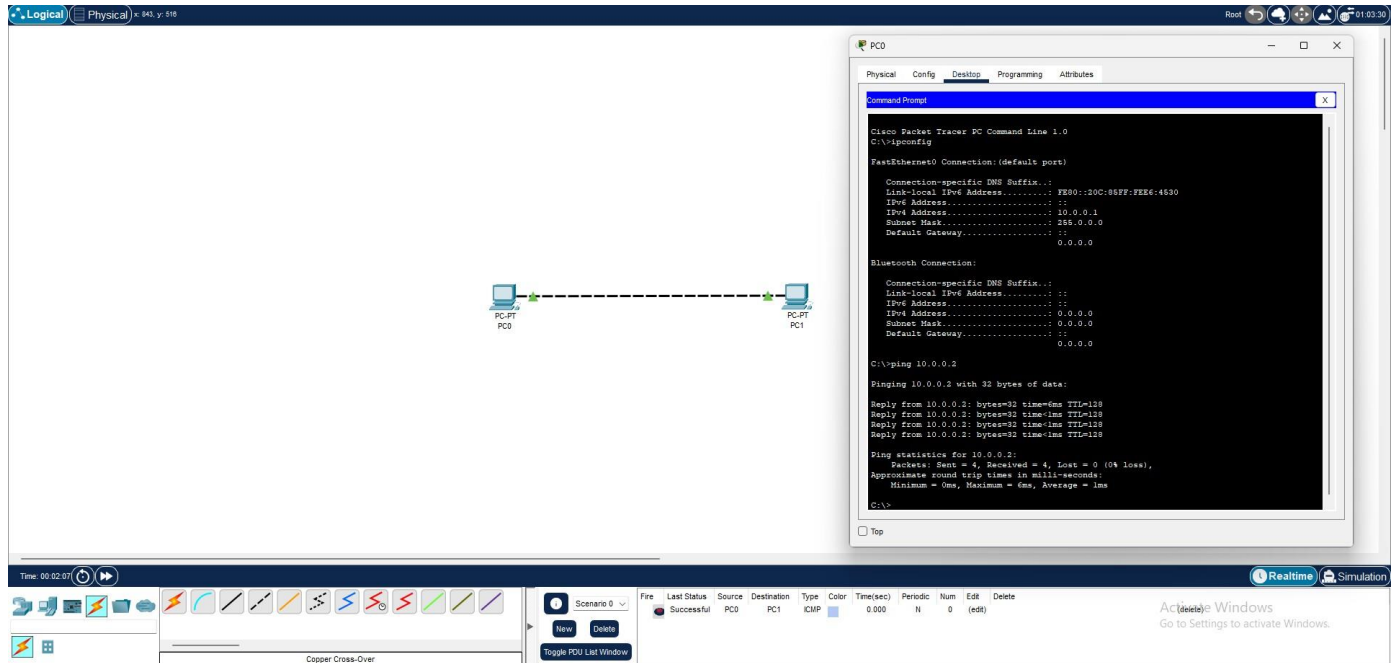 Logical Physical x: 843, y: 516 Root 01:03:30
PC0
Physical Config Desktop Programming Attributes
Command Prompt X
Cisco Packet Tracer PC Command Line 1.0
C:\>ipconfig
FastEthernet0 Connection:(default port)
Connection-specific DNS Suffix..:
Link-local IPv6 Address.........: FE80::20C:85FF:FEE6:4530
IPv6 Address....................: ::
IPv4 Address....................: 10.0.0.1
Subnet Mask.....................: 255.0.0.0
Default Gateway.................: ::
0.0.0.0
Bluetooth Connection:
Connection-specific DNS Suffix..:
Link-local IPv6 Address.........: ::
IPv6 Address....................: ::
IPv4 Address....................: 0.0.0.0
Subnet Mask.....................: 0.0.0.0
Default Gateway.................: ::
0.0.0.0
C:\>ping 10.0.0.2
Pinging 10.0.0.2 with 32 bytes of data:
Reply from 10.0.0.2: bytes=32 time=6ms TTL=128
Reply from 10.0.0.2: bytes=32 time<1ms TTL=128
Reply from 10.0.0.2: bytes=32 time<1ms TTL=128
Reply from 10.0.0.2: bytes=32 time<1ms TTL=128
Ping statistics for 10.0.0.2:
Packets: Sent = 4, Received = 4, Lost = 0 (0% loss),
Approximate round trip times in milli-seconds:
Minimum = 0ms, Maximum = 6ms, Average = 1ms
C:\>
Top
PC-PT
PC0
PC-PT
PC1
Time: 00:02:07 Realtime Simulation
Scenario 0
New Delete
Toggle PDU List Window
Fire Last Status Source Destination Type Color Time(sec) Periodic Num Edit Delete
Successful PC0 PC1 ICMP 0.000 N 0 (edit) (delete)
Activate Windows
Go to Settings to activate Windows.
Copper Cross-Over